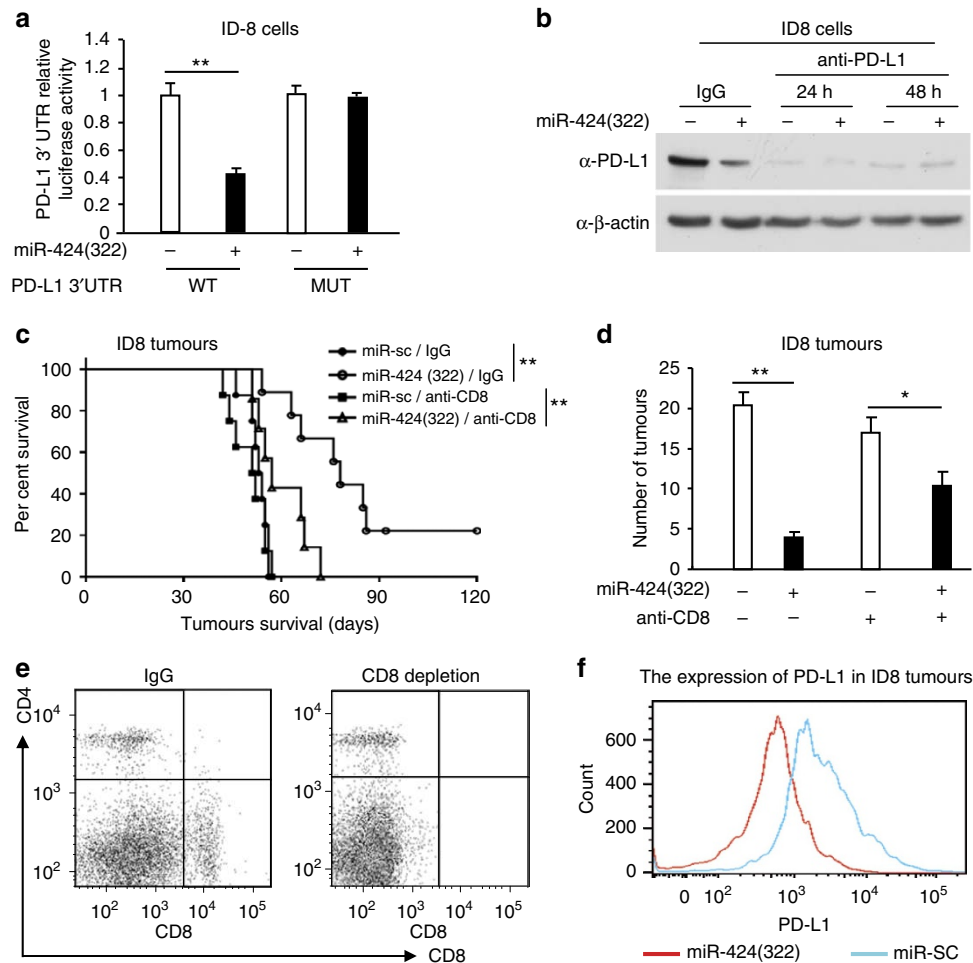 a
ID-8 cells
PD-L1 3′ UTR relative
luciferase activity
1.4
1.2
1
0.8
0.6
0.4
0.2
0
**
miR-424(322) – + – +
PD-L1 3′UTR WT MUT
b
ID8 cells
anti-PD-L1
IgG 24 h 48 h
miR-424(322) – + – + – +
α-PD-L1
α-β-actin
c
ID8 tumours
miR-sc / IgG
miR-424 (322) / IgG
**
miR-sc / anti-CD8
miR-424(322) / anti-CD8
**
Per cent survival
100
80
60
40
20
0
0 30 60 90 120
Tumours survival (days)
d
ID8 tumours
Number of tumours
25
20
15
10
5
0
** *
miR-424(322) – + – +
anti-CD8 – – + +
e
IgG
CD8 depletion
CD4
10⁴
10³
10²
10² 10³ 10⁴ 10⁵
CD8
10⁴
10³
10²
10² 10³ 10⁴ 10⁵
CD8
CD8
f
The expression of PD-L1 in ID8 tumours
Count
600
400
200
0
0 10² 10³ 10⁴ 10⁵
PD-L1
miR-424(322) miR-SC